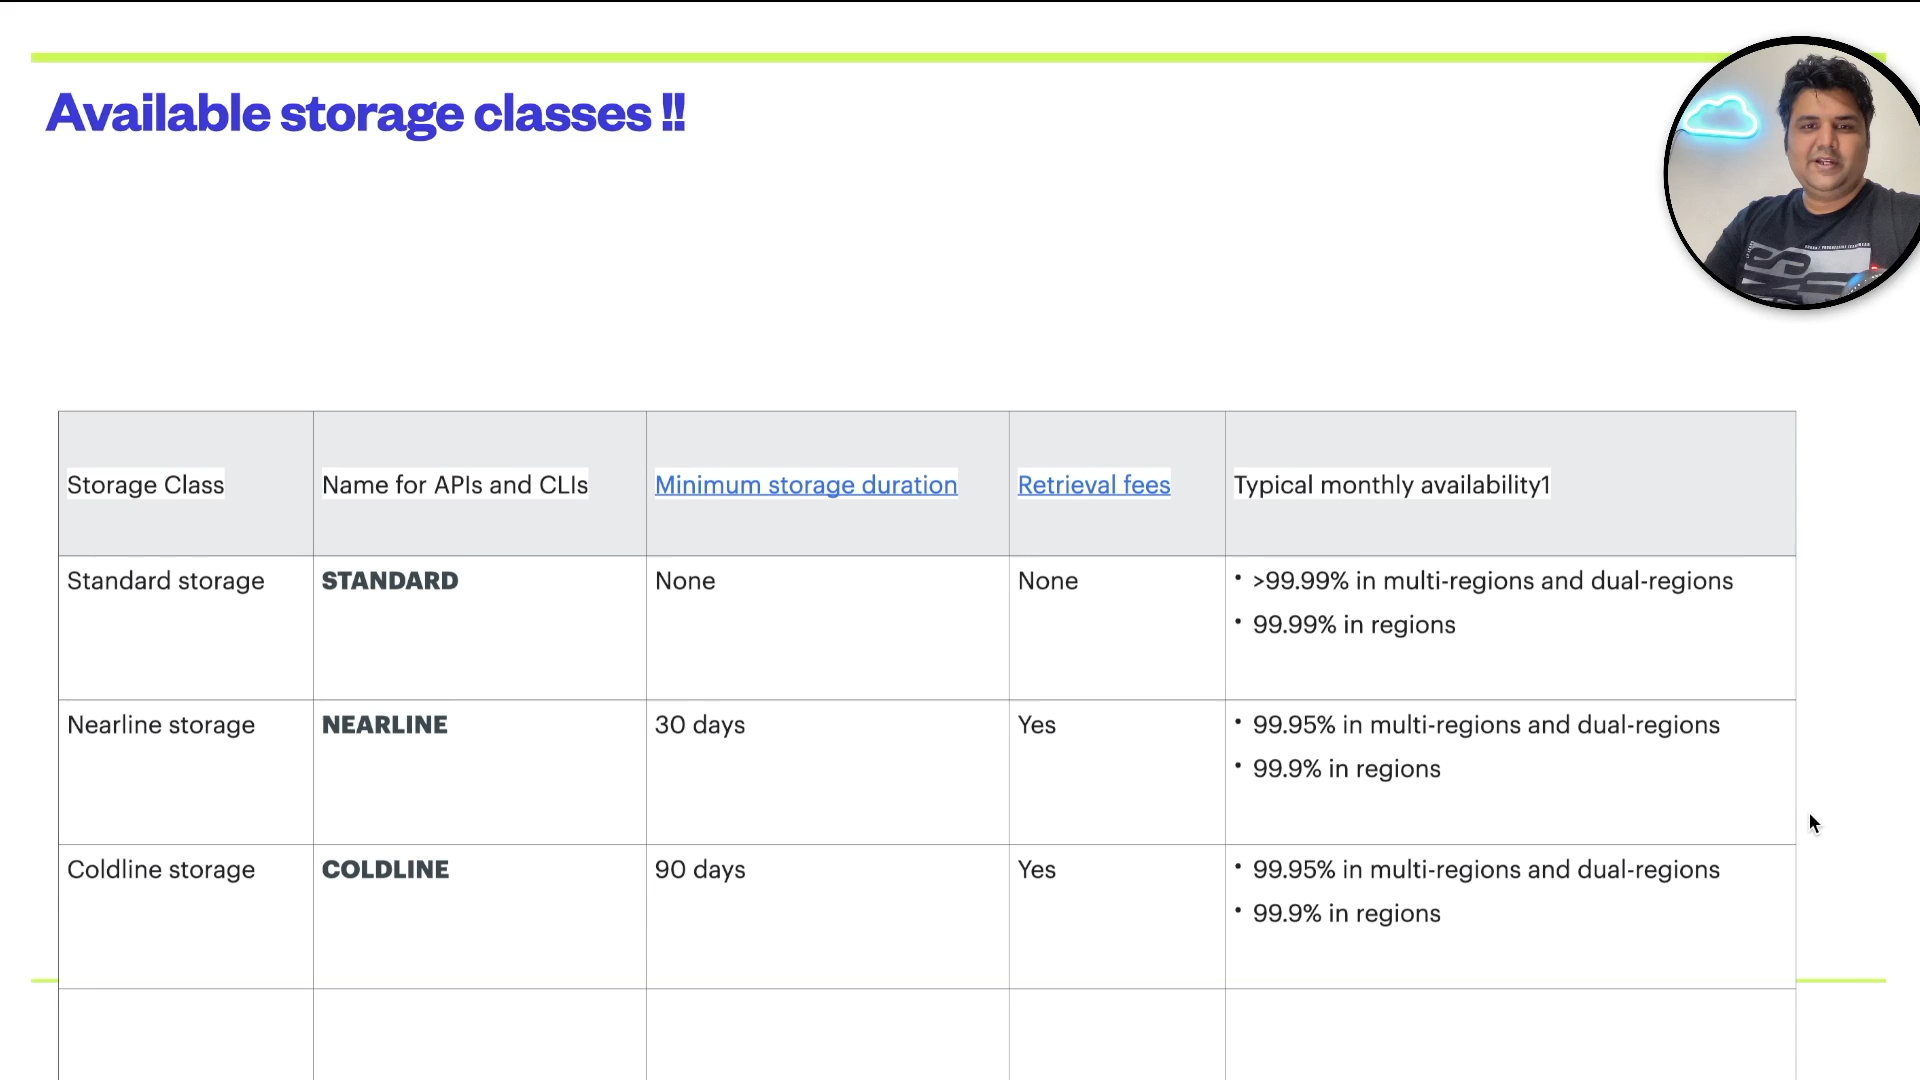 Available storage classes !!
Storage Class
Name for APIs and CLIs
Minimum storage duration
Retrieval fees
Typical monthly availability1
Standard storage
STANDARD
None
None
• >99.99% in multi-regions and dual-regions
• 99.99% in regions
Nearline storage
NEARLINE
30 days
Yes
• 99.95% in multi-regions and dual-regions
• 99.9% in regions
Coldline storage
COLDLINE
90 days
Yes
• 99.95% in multi-regions and dual-regions
• 99.9% in regions